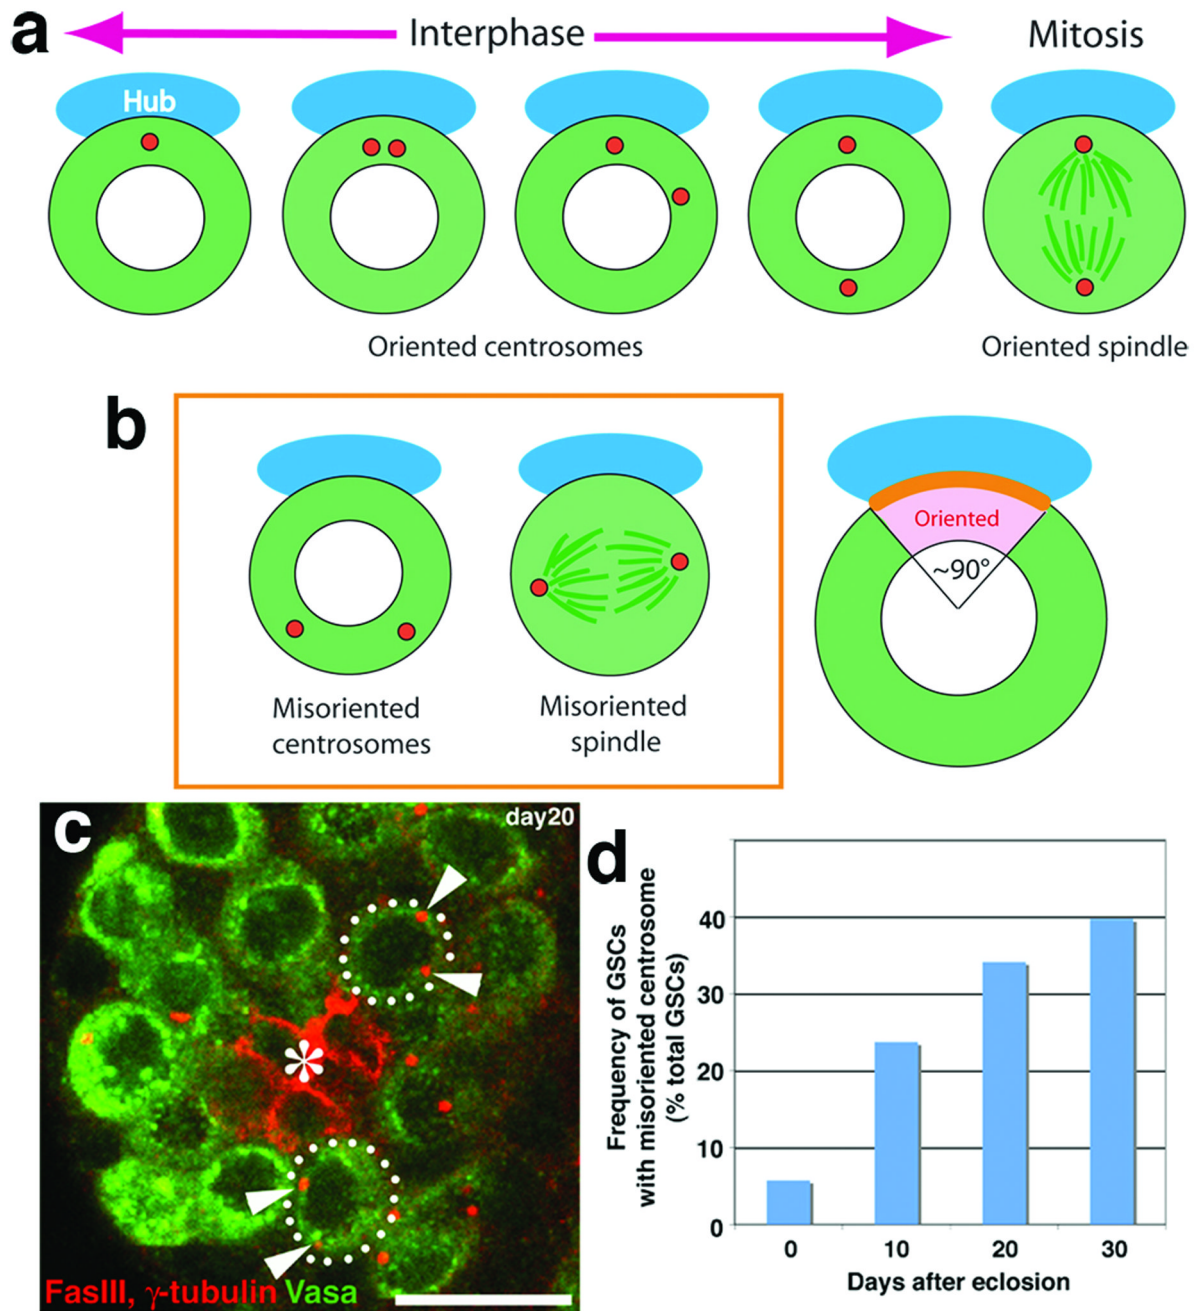 a
Interphase
Mitosis
Hub
Oriented centrosomes
Oriented spindle
b
Misoriented
centrosomes
Misoriented
spindle
Oriented
~90°
c
day20
FasIII, γ-tubulin Vasa
*
d
Frequency of GSCs
with misoriented centrosome
(% total GSCs)
40
30
20
10
0
0 10 20 30
Days after eclosion